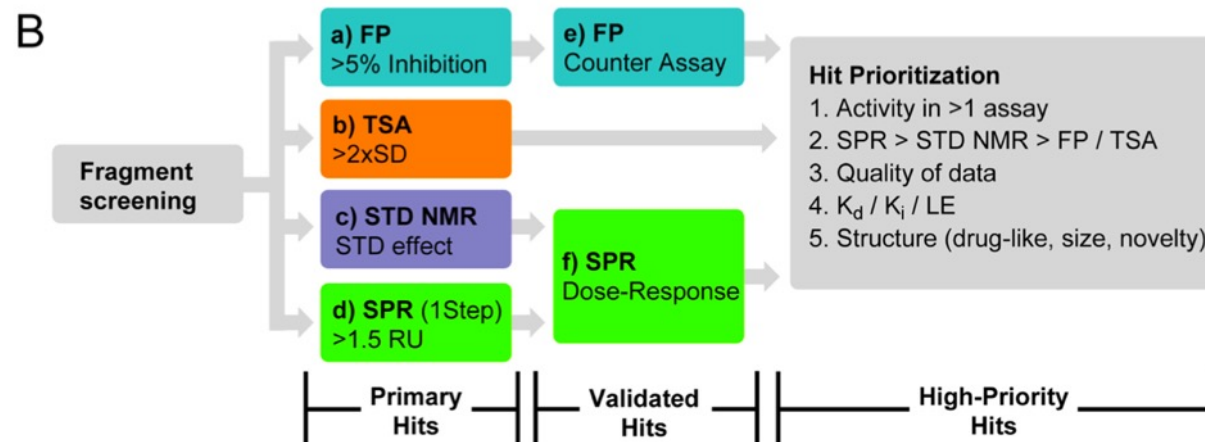 B
Fragment
screening
a) FP
>5% Inhibition
b) TSA
>2xSD
c) STD NMR
STD effect
d) SPR (1Step)
>1.5 RU
e) FP
Counter Assay
f) SPR
Dose-Response
Hit Prioritization
1. Activity in >1 assay
2. SPR > STD NMR > FP / TSA
3. Quality of data
4. Kd / Ki / LE
5. Structure (drug-like, size, novelty)
Primary
Hits
Validated
Hits
High-Priority
Hits